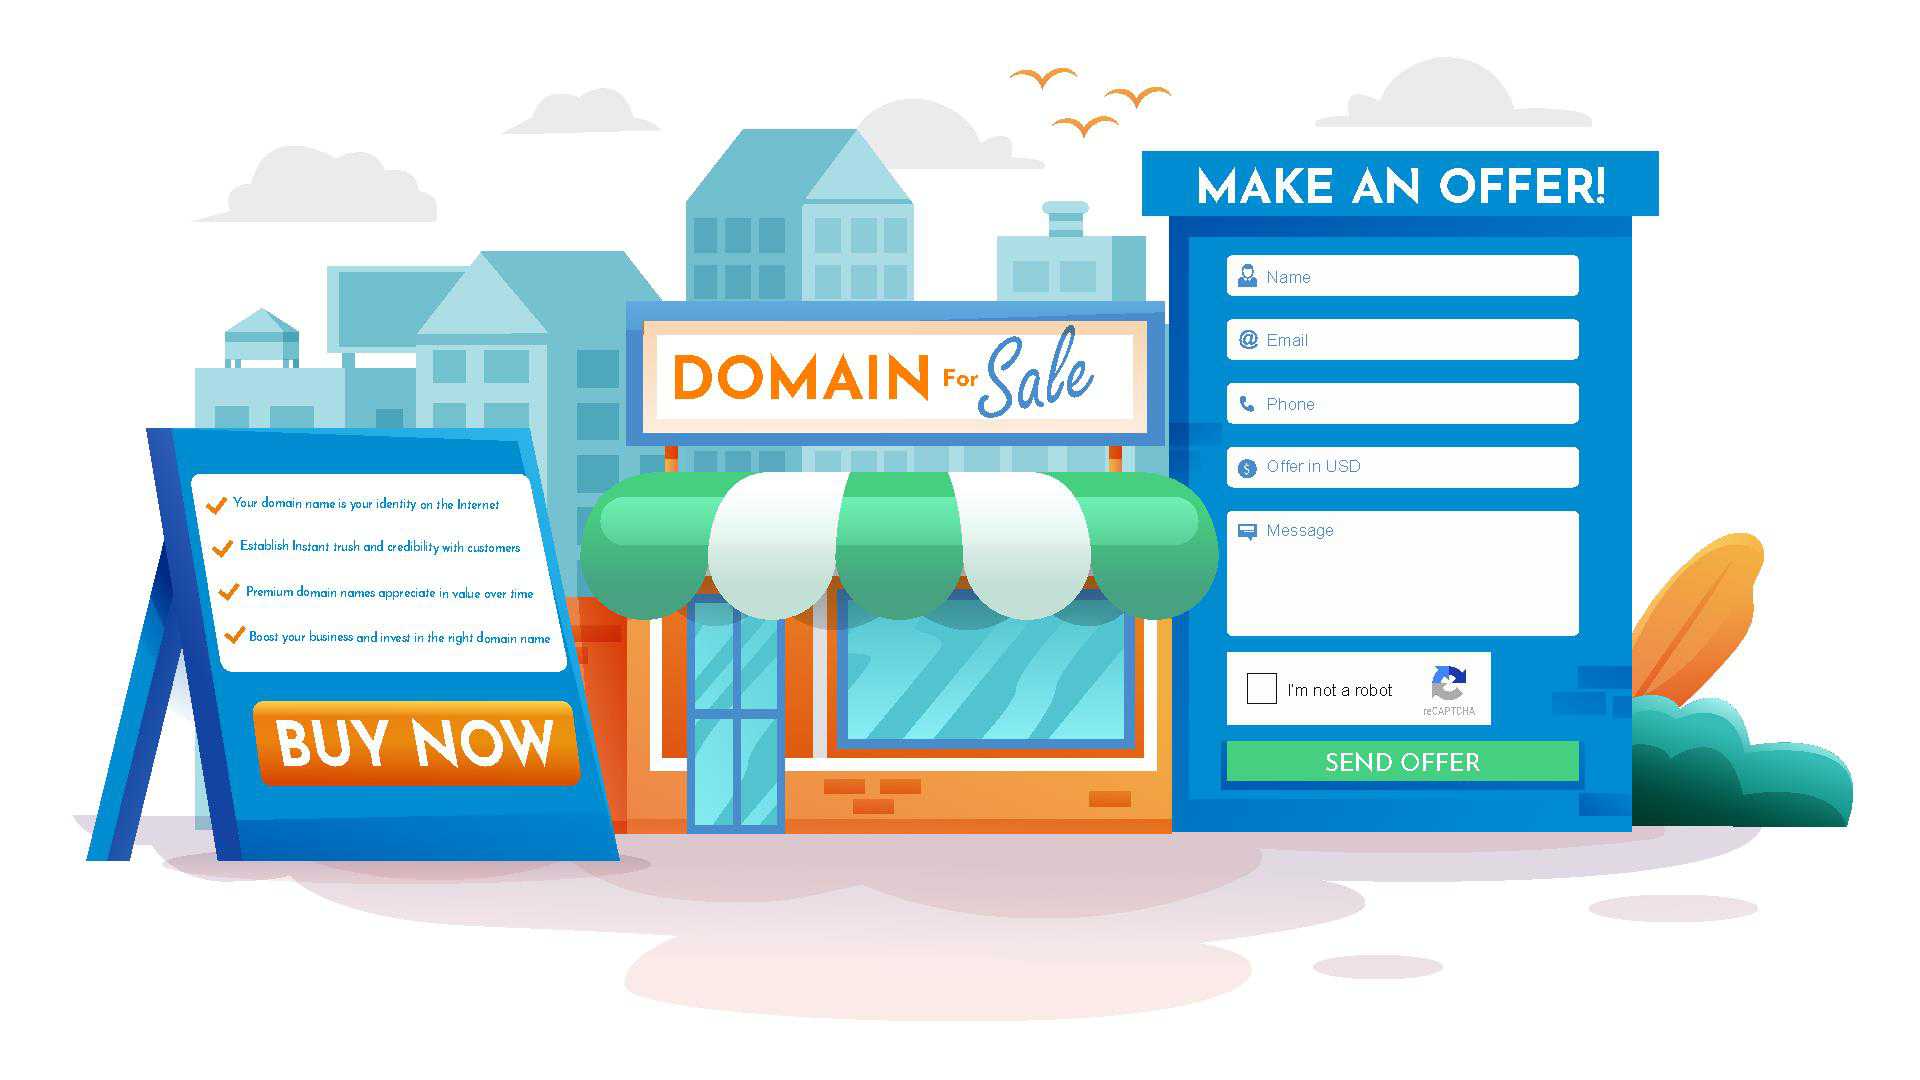 MAKE AN OFFER!
Name
Email
Phone
Offer in USD
Message
I'm not a robot
reCAPTCHA
SEND OFFER
DOMAIN For Sale
Your domain name is your identity on the Internet
Establish Instant trush and credibility with customers
Premium domain names appreciate in value over time
Boost your business and invest in the right domain name
BUY NOW